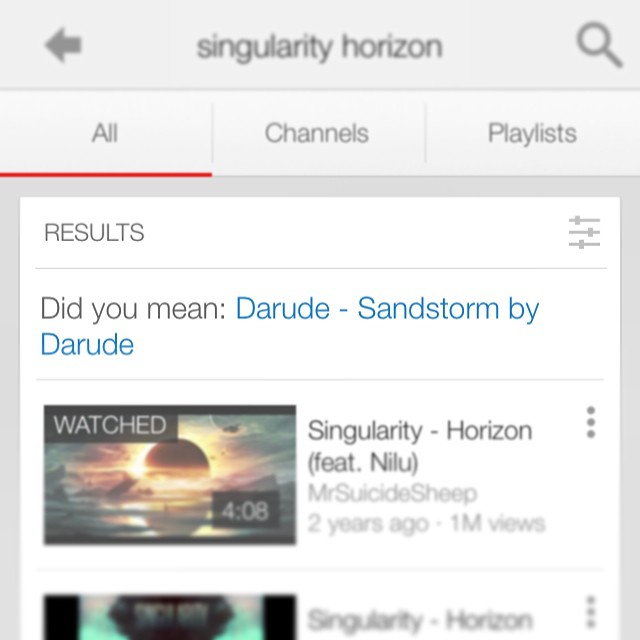 singularity horizon
All
Channels
Playlists
RESULTS
Did you mean: Darude - Sandstorm by
Darude
WATCHED
4:08
Singularity - Horizon
(feat. Nilu)
MrSuicideSheep
2 years ago · 1M views
Singularity - Horizon